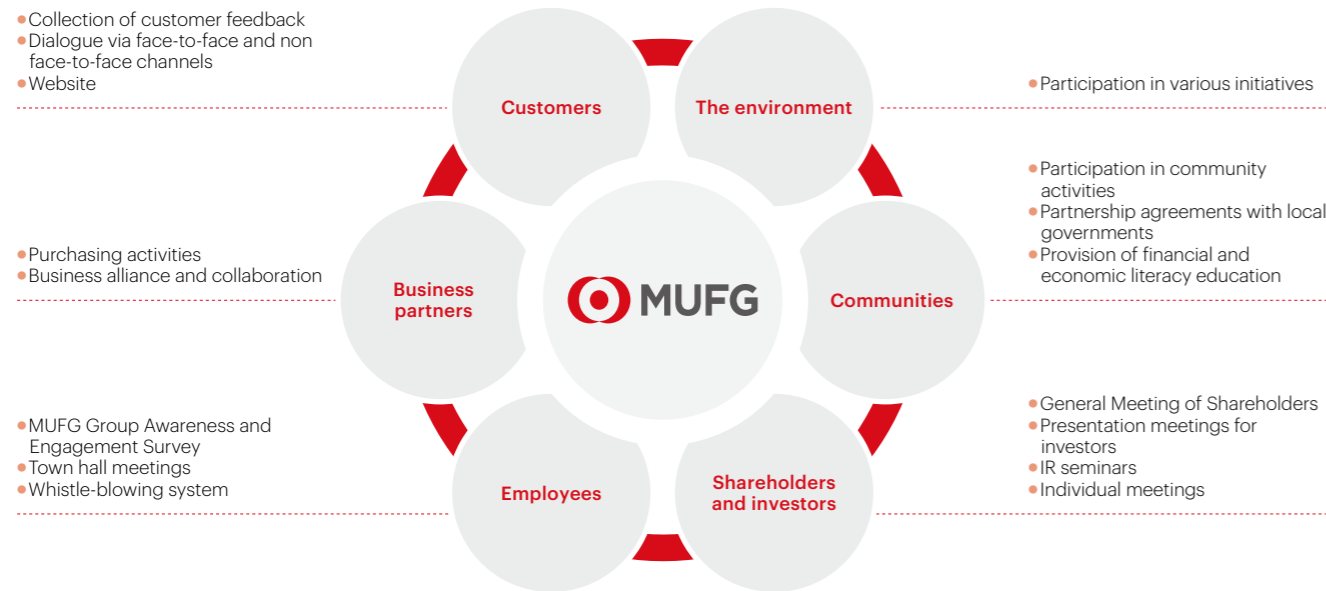 • Collection of customer feedback
• Dialogue via face-to-face and non
face-to-face channels
• Website
Customers
The environment
• Participation in various initiatives
• Participation in community
activities
• Partnership agreements with local
governments
• Provision of financial and
economic literacy education
• Purchasing activities
• Business alliance and collaboration
Business
partners
MUFG
Communities
• MUFG Group Awareness and
Engagement Survey
• Town hall meetings
• Whistle-blowing system
Employees
Shareholders
and investors
• General Meeting of Shareholders
• Presentation meetings for
investors
• IR seminars
• Individual meetings